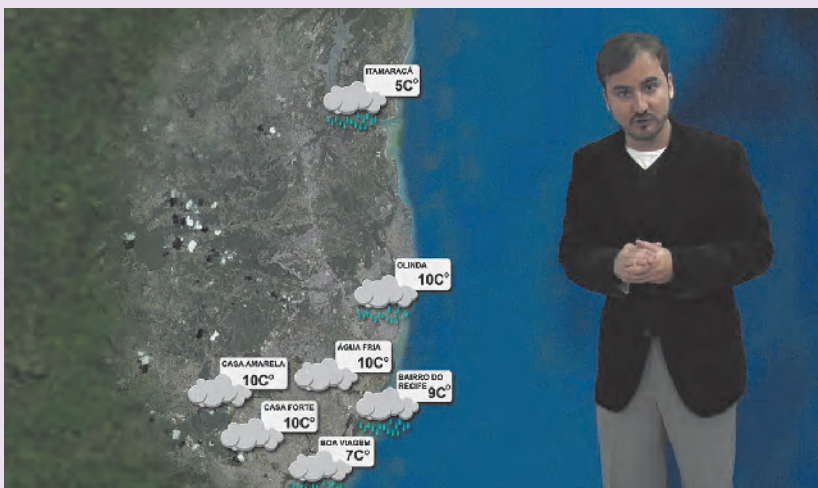 ITAMARACÁ
5C°
OLINDA
10C°
ÁGUA FRIA
10C°
CASA AMARELA
10C°
BAIRRO DO
RECIFE 9C°
CASA FORTE
10C°
BOA VIAGEM
7C°